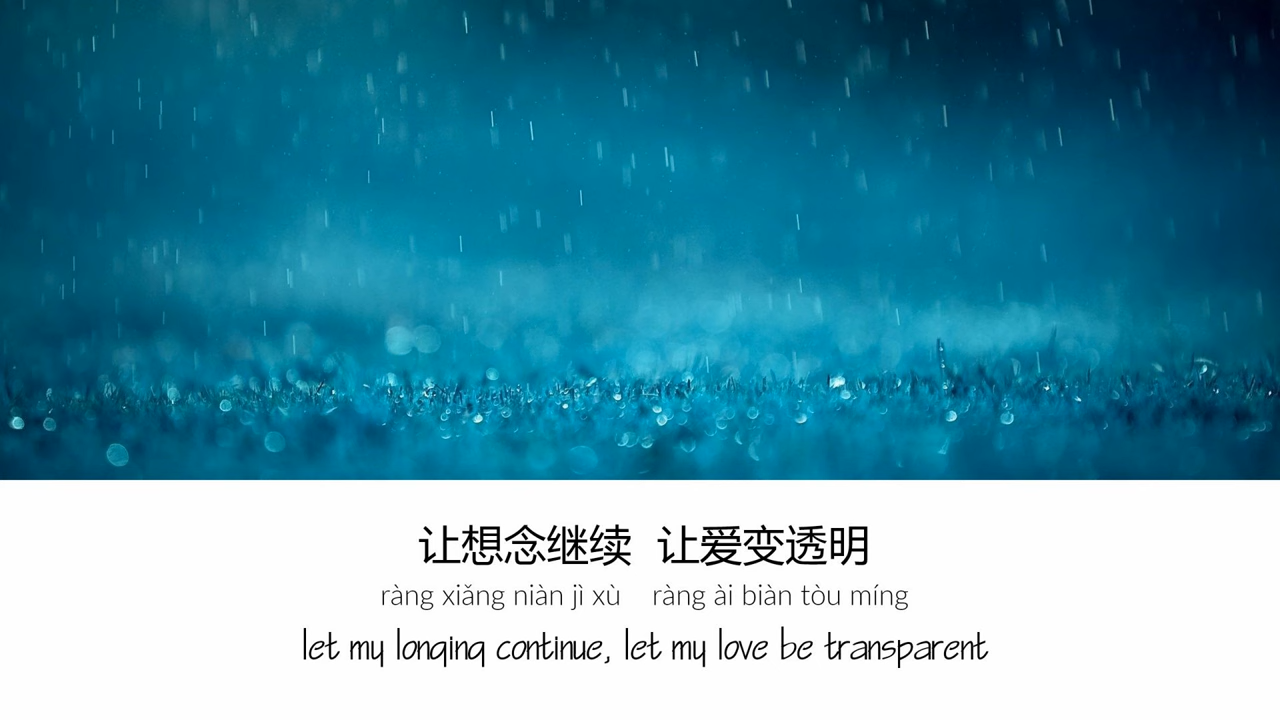 让想念继续 让爱变透明
ràng xiǎng niàn jì xù ràng ài biàn tòu míng
let my longing continue, let my love be transparent